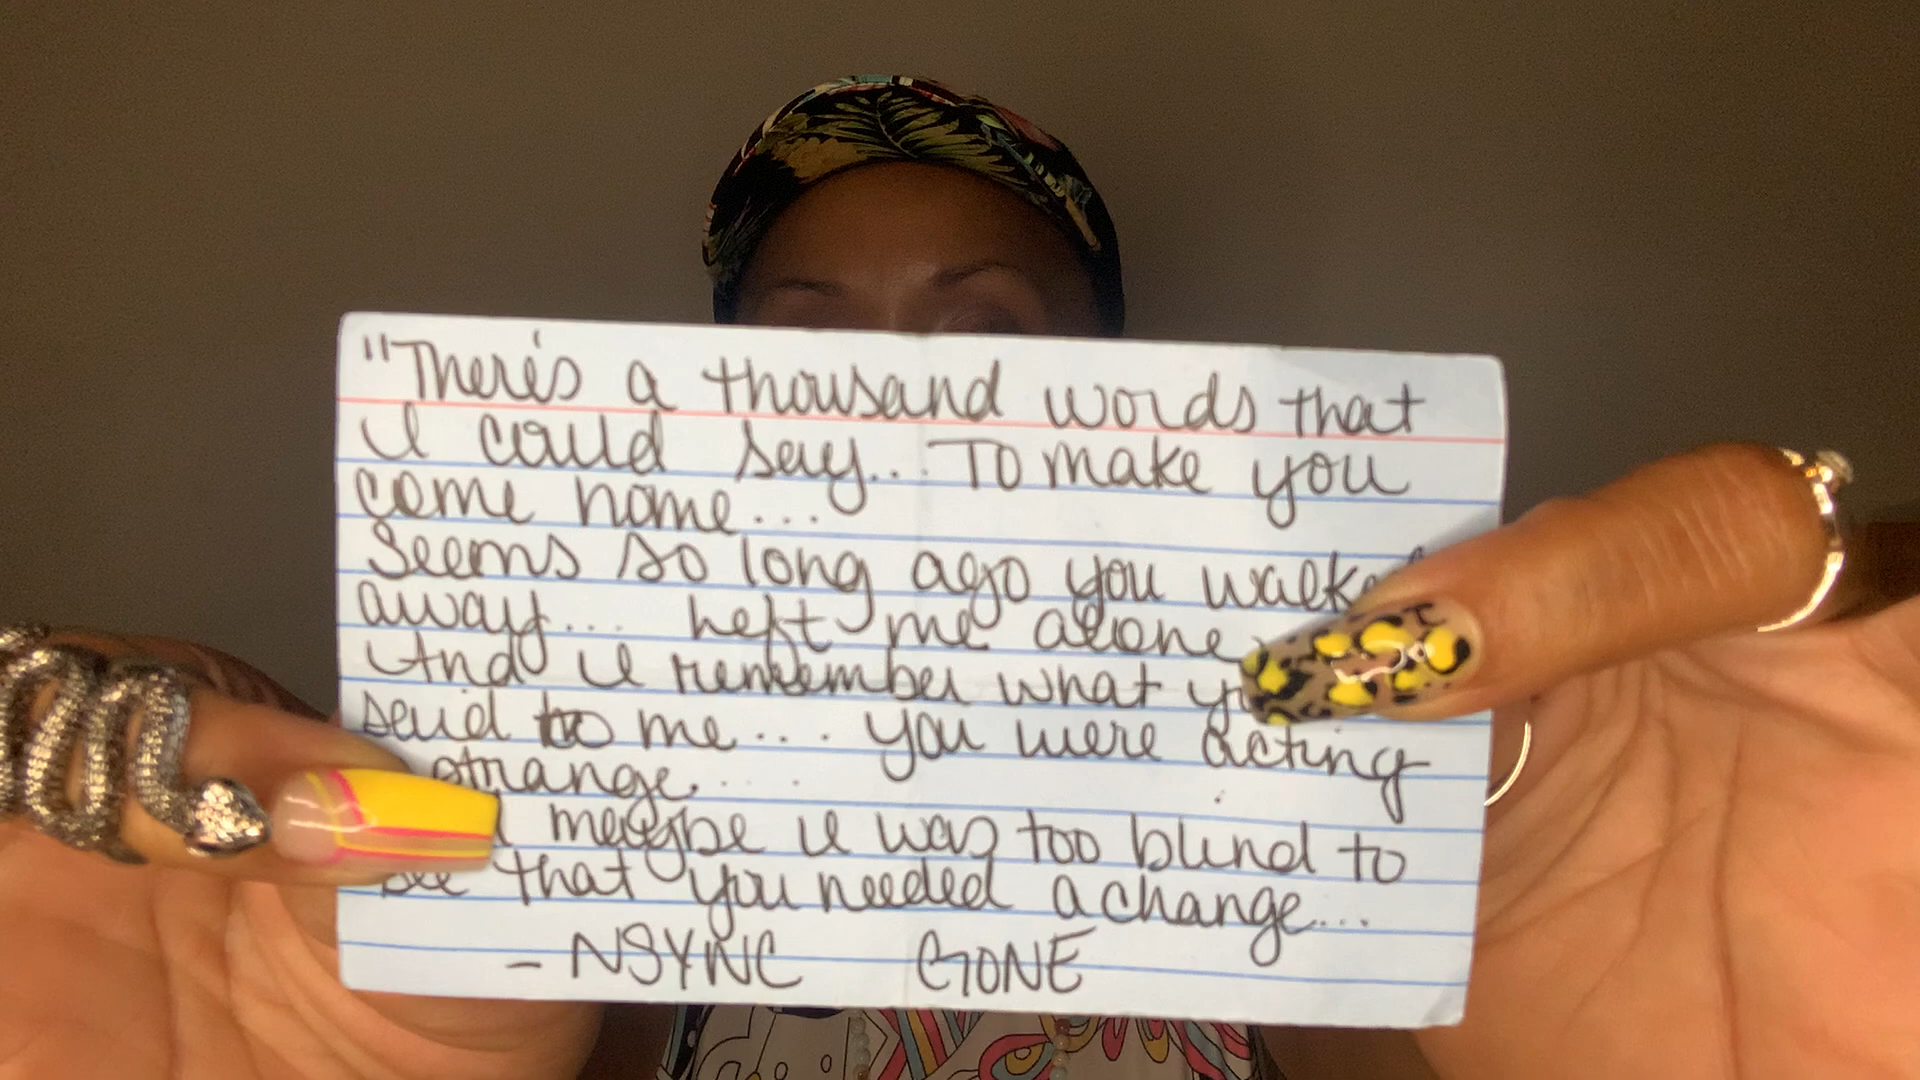 "There's a thousand words that
I could say... To make you
come home...
Seems so long ago you walke
away... Left me alone
And I remember what y
said to me... you were acting
strange....
maybe I was too blind to
see that you needed a change...
- NSYNC GONE